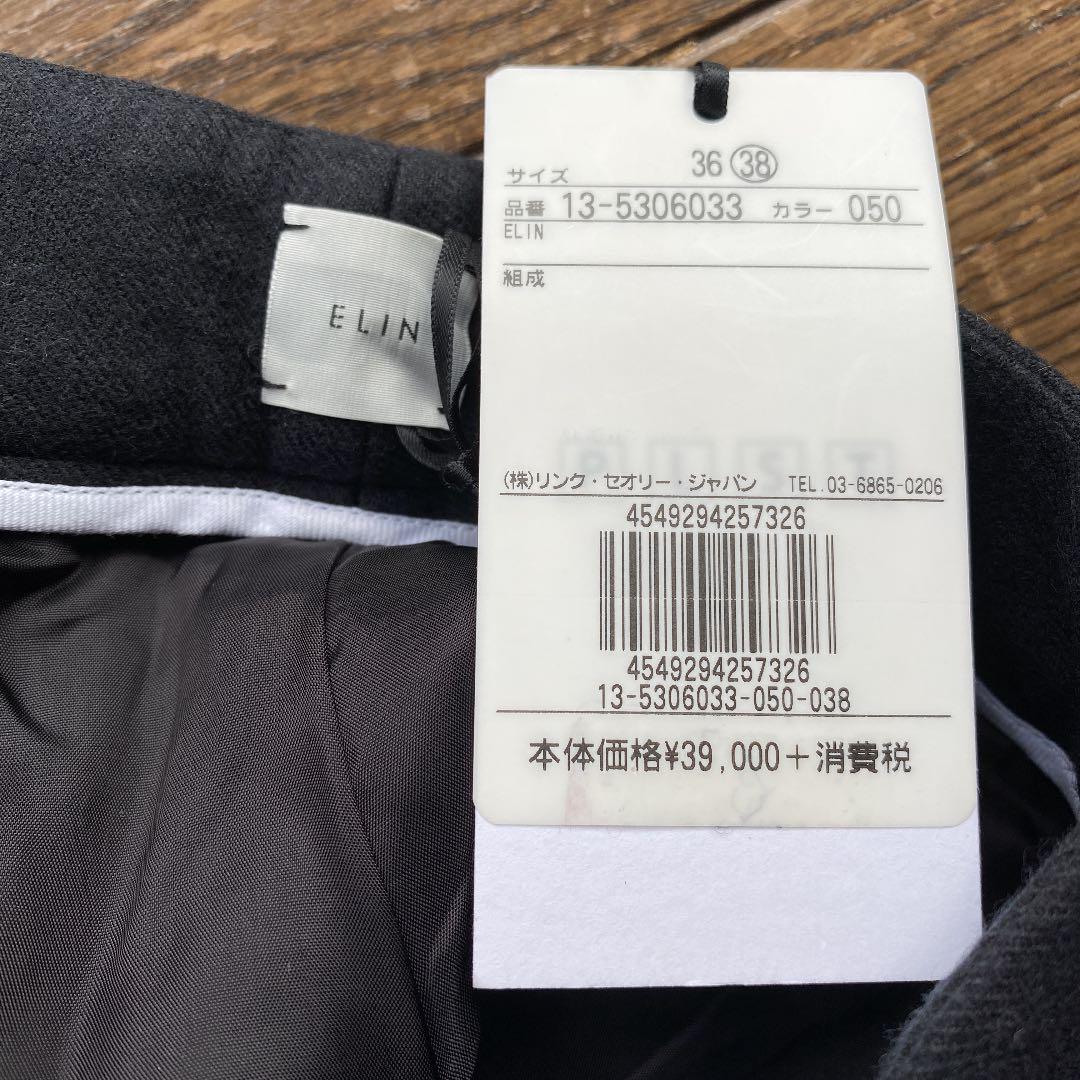 ELIN
サイズ 36 38
品番 13-5306033 カラー 050
ELIN
組成
(株)リンク・セオリー・ジャパン TEL.03-6865-0206
4549294257326
4549294257326
13-5306033-050-038
本体価格¥39,000+消費税